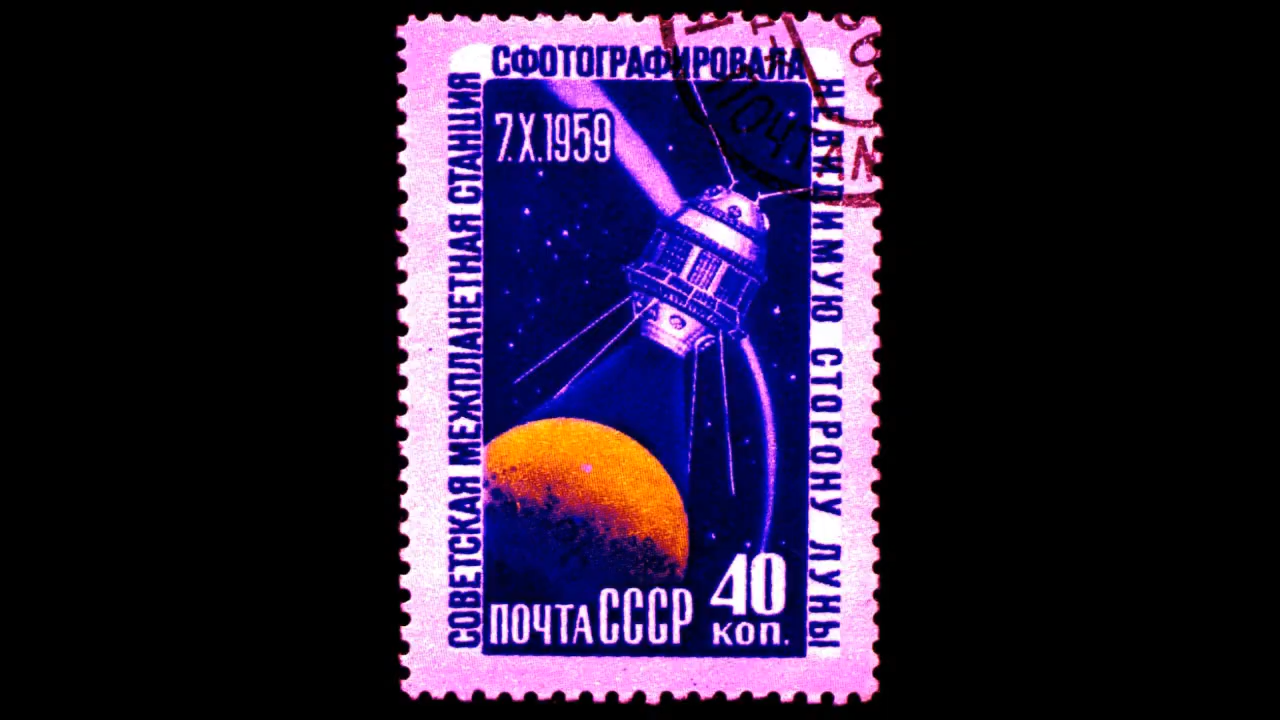 СОВЕТСКАЯ МЕЖПЛАНЕТНАЯ СТАНЦИЯ
СФОТОГРАФИРОВАЛА
НЕВИДИМУЮ СТОРОНУ ЛУНЫ
7.X.1959
ПОЧТА СССР
40
коп.